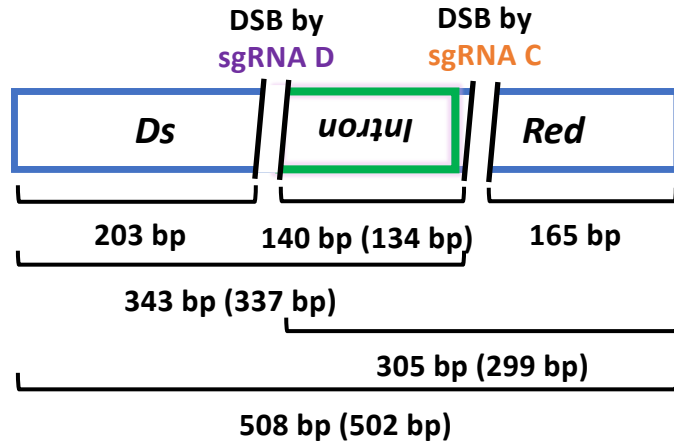 DSB by
sgRNA D
DSB by
sgRNA C
Ds
Intron
Red
203 bp
140 bp (134 bp)
165 bp
343 bp (337 bp)
305 bp (299 bp)
508 bp (502 bp)